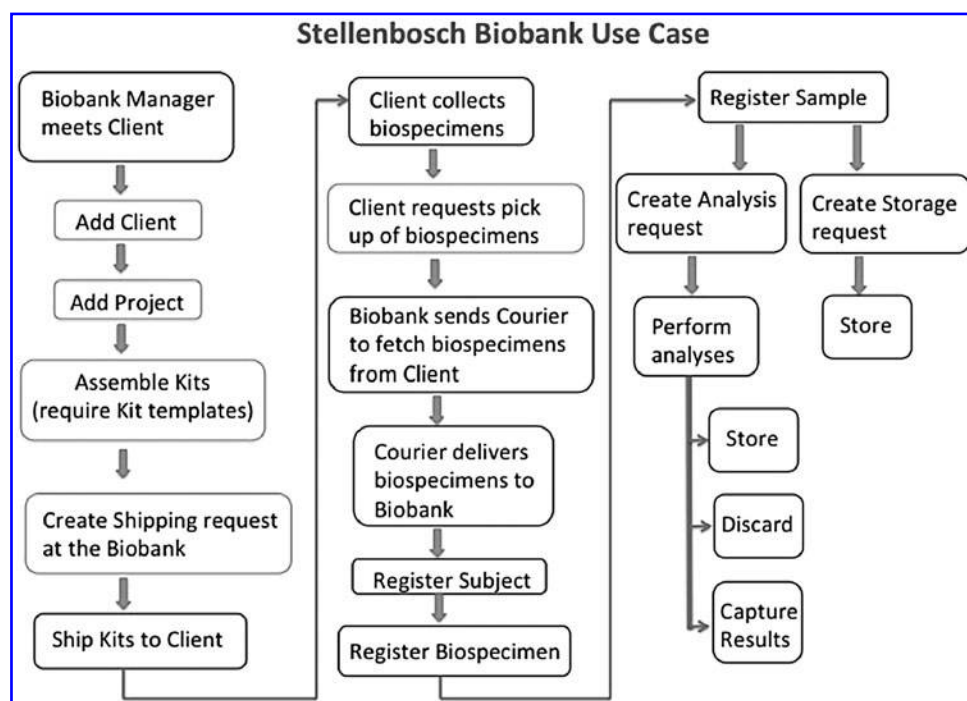 Stellenbosch Biobank Use Case
Biobank Manager
meets Client
Add Client
Add Project
Assemble Kits
(require Kit templates)
Create Shipping request
at the Biobank
Ship Kits to Client
Client collects
biospecimens
Client requests pick
up of biospecimens
Biobank sends Courier
to fetch biospecimens
from Client
Courier delivers
biospecimens to
Biobank
Register Subject
Register Biospecimen
Register Sample
Create Analysis
request
Perform
analyses
Store
Discard
Capture
Results
Create Storage
request
Store